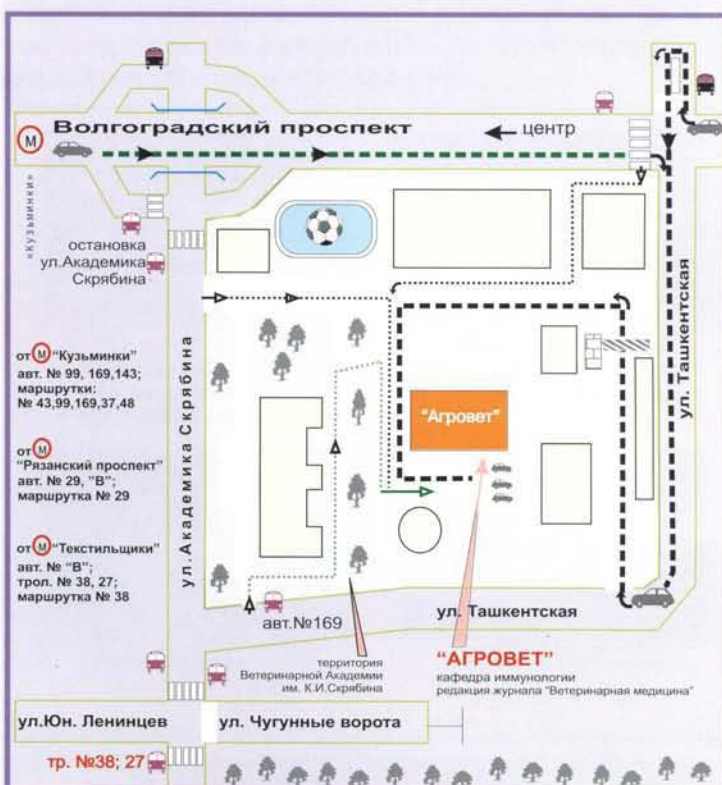 М
Волгоградский проспект
центр
«Кузьминки»
остановка
ул.Академика
Скрябина
ул. Ташкентская
ул. Академика Скрябина
от М "Кузьминки"
авт. № 99, 169,143;
маршрутки:
№ 43,99,169,37,48
от М
"Рязанский проспект"
авт. № 29, "В";
маршрутка № 29
от М "Текстильщики"
авт. № "В";
трол. № 38, 27;
маршрутка № 38
"Агровет"
авт.№169
ул. Ташкентская
территория
Ветеринарной Академии
им. К.И.Скрябина
"АГРОВЕТ"
кафедра иммунологии
редакция журнала "Ветеринарная медицина"
ул.Юн. Ленинцев
ул. Чугунные ворота
тр. №38; 27